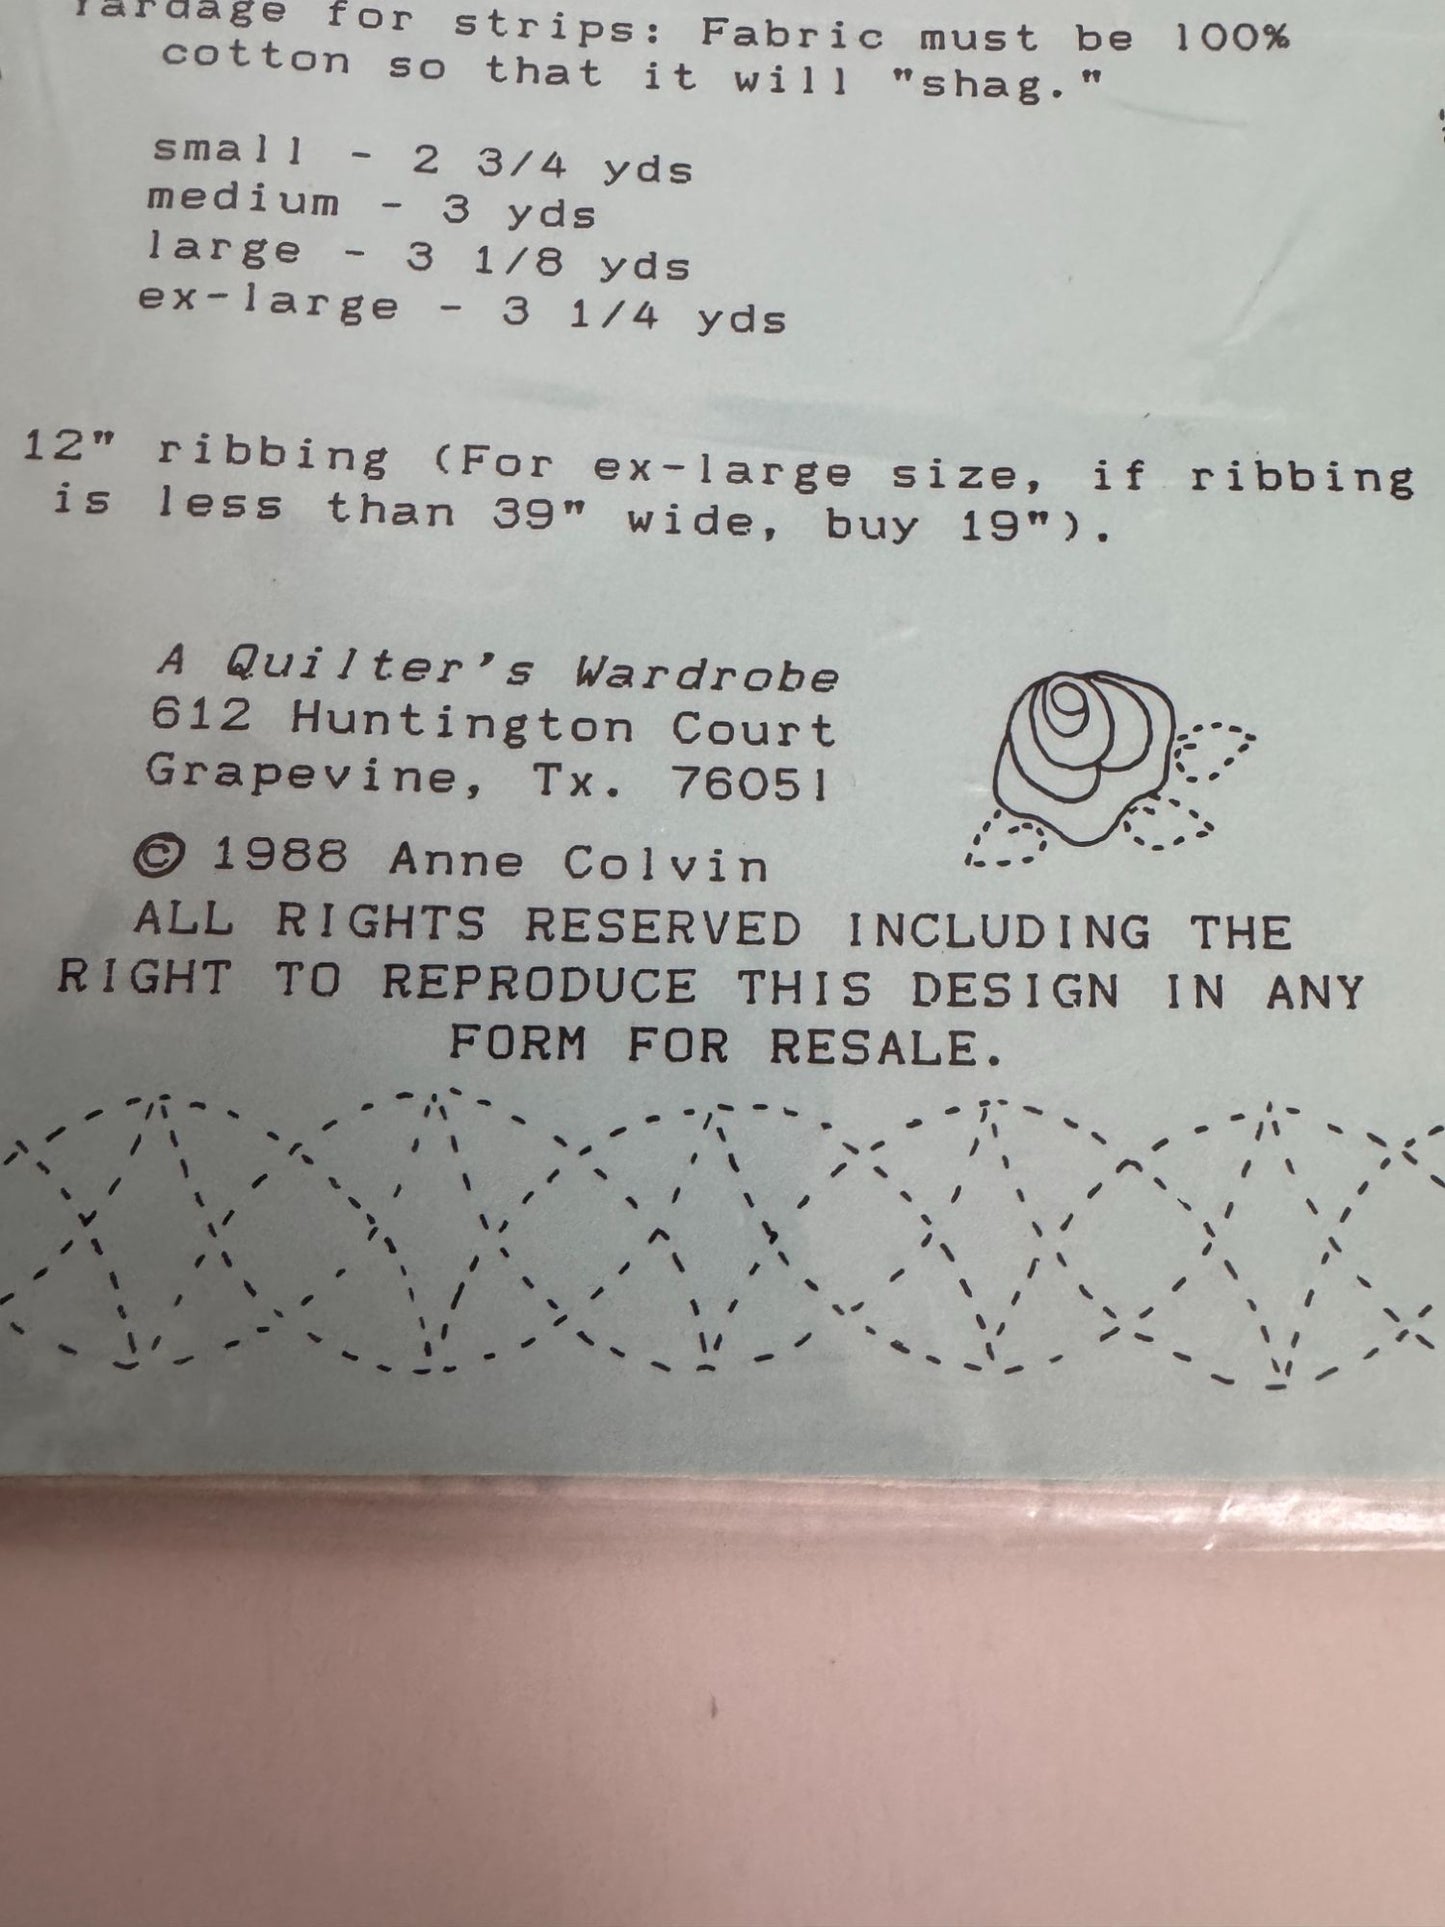 Yardage for strips: Fabric must be 100%
cotton so that it will "shag."
small - 2 3/4 yds
medium - 3 yds
large - 3 1/8 yds
ex-large - 3 1/4 yds
12" ribbing (For ex-large size, if ribbing
is less than 39" wide, buy 19").
A Quilter's Wardrobe
612 Huntington Court
Grapevine, Tx. 76051
© 1988 Anne Colvin
ALL RIGHTS RESERVED INCLUDING THE
RIGHT TO REPRODUCE THIS DESIGN IN ANY
FORM FOR RESALE.